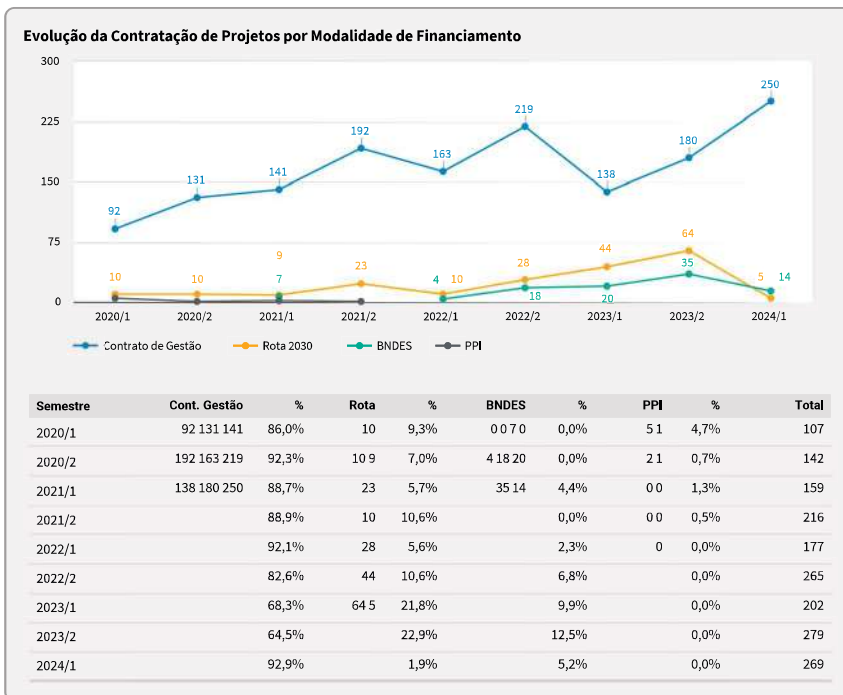 Evolução da Contratação de Projetos por Modalidade de Financiamento
300
225
150
75
0
92
131
141
192
163
219
138
180
250
10
10
9
23
10
28
44
64
5
7
4
18
20
35
14
2020/1 2020/2 2021/1 2021/2 2022/1 2022/2 2023/1 2023/2 2024/1
Contrato de Gestão Rota 2030 BNDES PPI
Semestre Cont. Gestão % Rota % BNDES % PPI % Total
2020/1 92 131 141 86,0% 10 9,3% 0 0 7 0 0,0% 5 1 4,7% 107
2020/2 192 163 219 92,3% 10 9 7,0% 4 18 20 0,0% 2 1 0,7% 142
2021/1 138 180 250 88,7% 23 5,7% 35 14 4,4% 0 0 1,3% 159
2021/2 88,9% 10 10,6% 0,0% 0 0 0,5% 216
2022/1 92,1% 28 5,6% 2,3% 0 0,0% 177
2022/2 82,6% 44 10,6% 6,8% 0,0% 265
2023/1 68,3% 64 5 21,8% 9,9% 0,0% 202
2023/2 64,5% 22,9% 12,5% 0,0% 279
2024/1 92,9% 1,9% 5,2% 0,0% 269